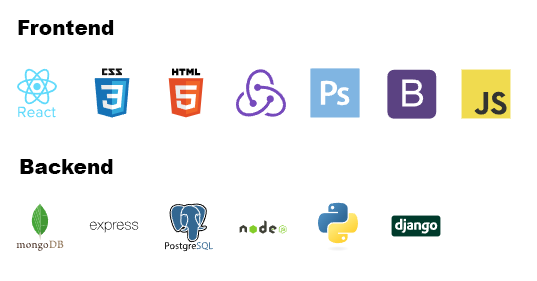 Frontend
CSS HTML
3 5 Ps B JS
React
Backend
express node django
mongoDB PostgreSQL